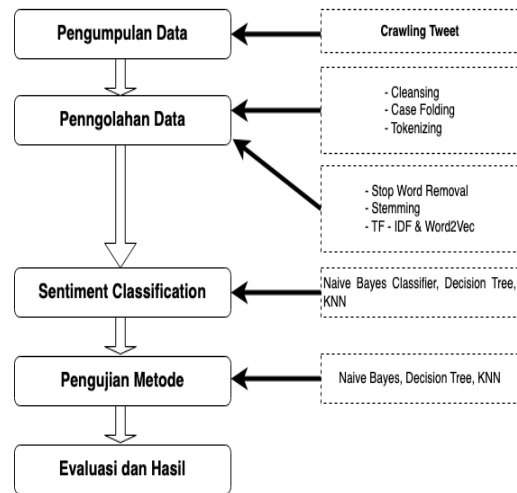 Pengumpulan Data
Crawling Tweet
Penngolahan Data
- Cleansing
- Case Folding
- Tokenizing
- Stop Word Removal
- Stemming
- TF - IDF & Word2Vec
Sentiment Classification
Naive Bayes Classifier, Decision Tree,
KNN
Pengujian Metode
Naive Bayes, Decision Tree, KNN
Evaluasi dan Hasil